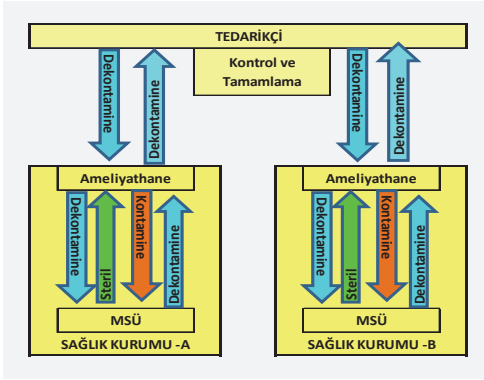 TEDARİKÇİ
Kontrol ve
Tamamlama
Dekontamine
Dekontamine
Dekontamine
Dekontamine
Ameliyathane
Dekontamine
Steril
Kontamine
Dekontamine
MSÜ
SAĞLIK KURUMU -A
Ameliyathane
Dekontamine
Steril
Kontamine
Dekontamine
MSÜ
SAĞLIK KURUMU -B